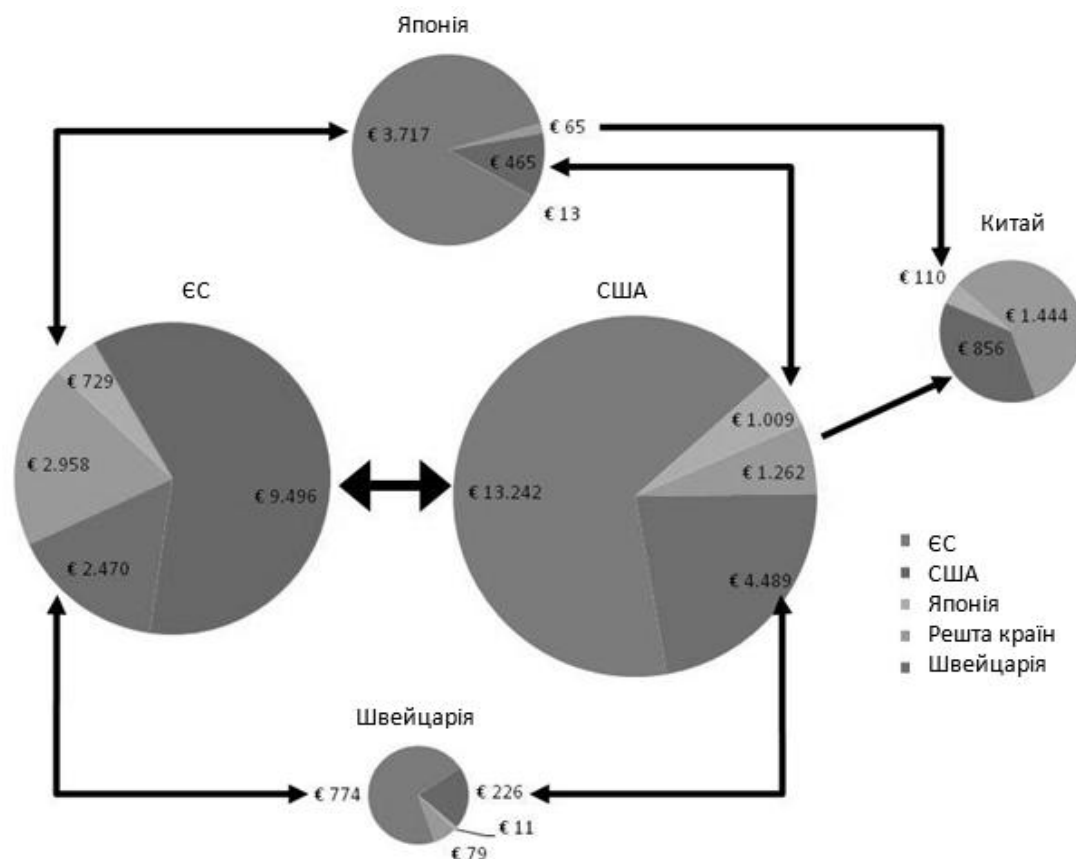 Японія
€ 3.717
€ 65
€ 465
€ 13
Китай
€ 110
€ 1.444
€ 856
ЄС
€ 729
€ 2.958
€ 9.496
€ 2.470
США
€ 1.009
€ 1.262
€ 13.242
€ 4.489
ЄС
США
Японія
Решта країн
Швейцарія
Швейцарія
€ 774
€ 226
€ 11
€ 79